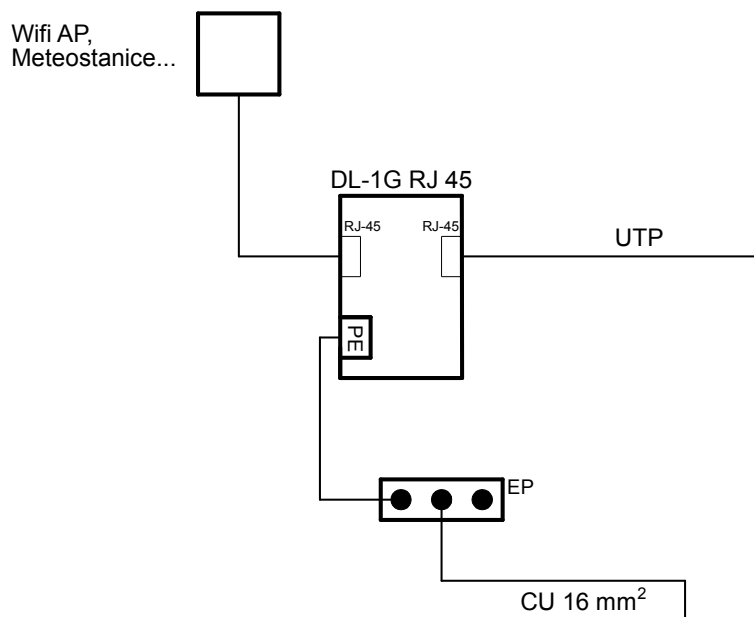 Wifi AP,
Meteostanice...
DL-1G RJ 45
RJ-45
RJ-45
UTP
PE
EP
CU 16 mm²